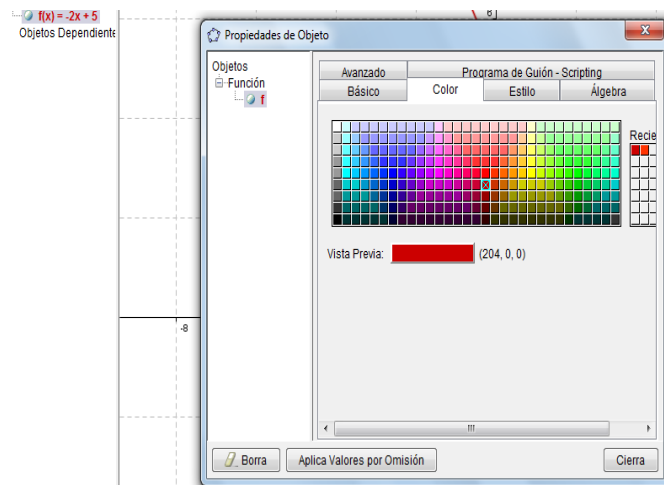 f(x) = -2x + 5
Objetos Dependiente
6
-8
Propiedades de Objeto
Objetos
Función
f
Avanzado
Programa de Guión - Scripting
Básico
Color
Estilo
Álgebra
Recie
Vista Previa:
(204, 0, 0)
Borra
Aplica Valores por Omisión
Cierra